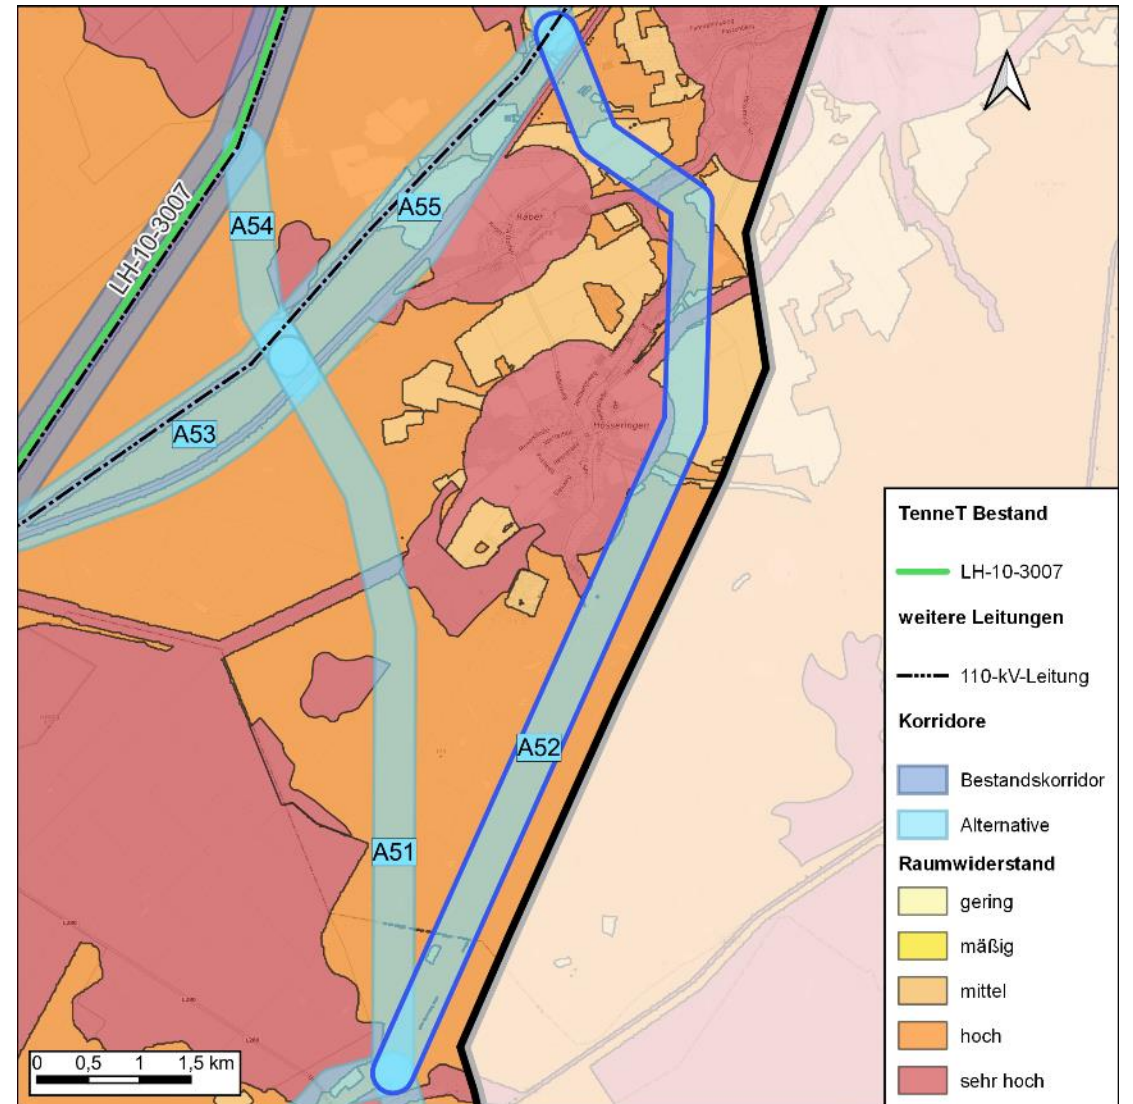 LH-10-3007
A54
A55
Räber
A53
Hösseringen
A52
A51
0 0,5 1 1,5 km
TenneT Bestand
LH-10-3007
weitere Leitungen
110-kV-Leitung
Korridore
Bestandskorridor
Alternative
Raumwiderstand
gering
mäßig
mittel
hoch
sehr hoch